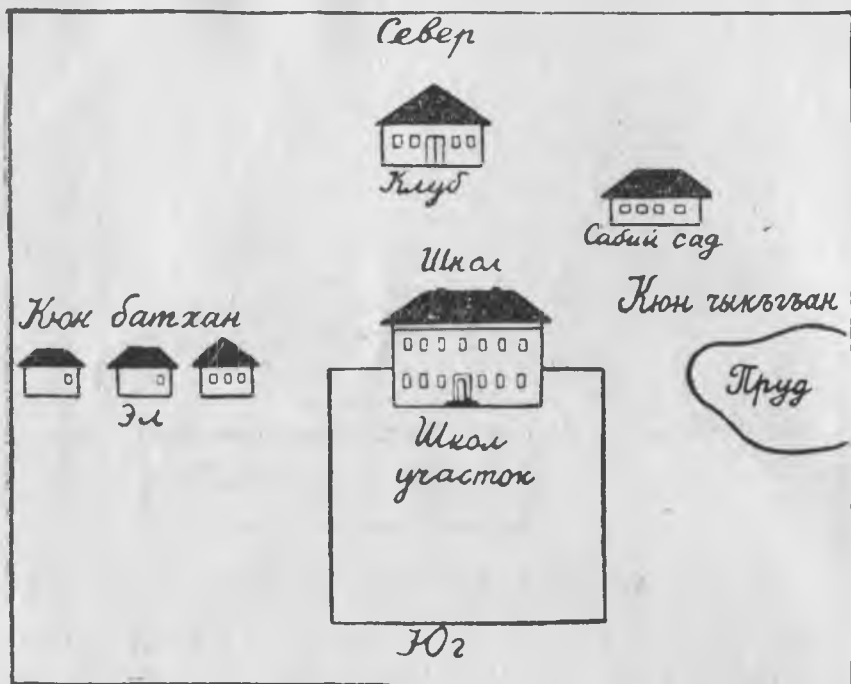 Север
Клуб
Сабий сад
Школ
Кюн батхан
Кюн чыкъгъан
Эл
Пруд
Школ
участок
Юг